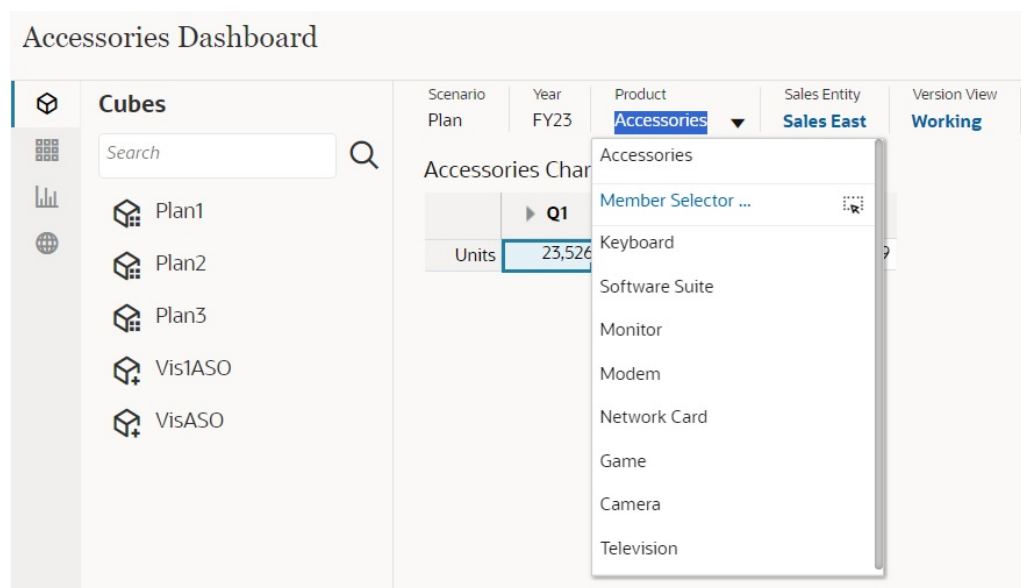 Accessories Dashboard
Cubes
Search
Plan1
Plan2
Plan3
Vis1ASO
VisASO
Scenario Year Product Sales Entity Version View
Plan FY23 Accessories Sales East Working
Accessories Char
Q1
Units 23,526 9
Accessories
Member Selector ...
Keyboard
Software Suite
Monitor
Modem
Network Card
Game
Camera
Television